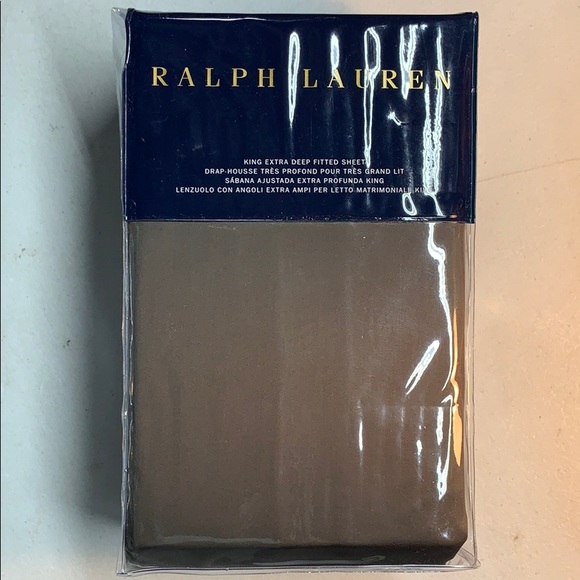 RALPH LAUREN
KING EXTRA DEEP FITTED SHEET
DRAP-HOUSSE TRÈS PROFOND POUR TRÈS GRAND LIT
SÁBANA AJUSTADA EXTRA PROFUNDA KING
LENZUOLO CON ANGOLI EXTRA AMPI PER LETTO MATRIMONIALE